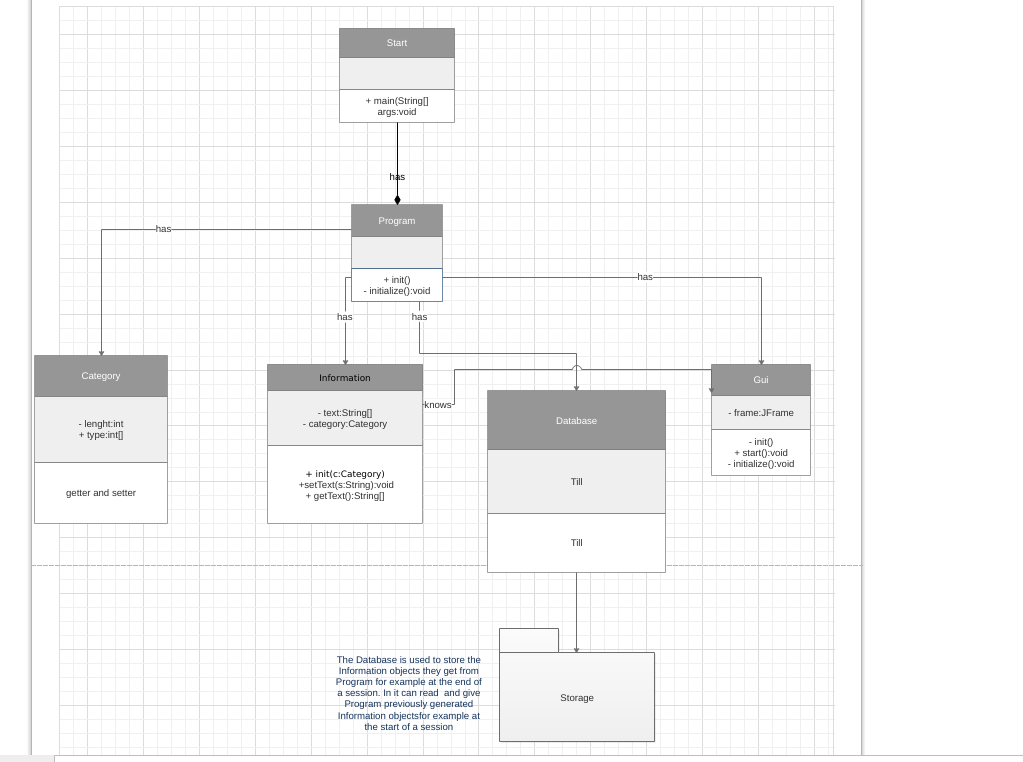 Start
+ main(String[]
args:void
has
Program
+ init()
- initialize():void
has
has
has
has
Category
- lenght:int
+ type:int[]
getter and setter
Information
- text:String[]
- category:Category
+ init(c:Category)
+setText(s:String):void
+ getText():String[]
knows
Database
Till
Till
Gui
- frame:JFrame
- init()
+ start():void
- initialize():void
The Database is used to store the
Information objects they get from
Program for example at the end of
a session. In it can read  and give
Program previously generated
Information objectsfor example at
the start of a session
Storage